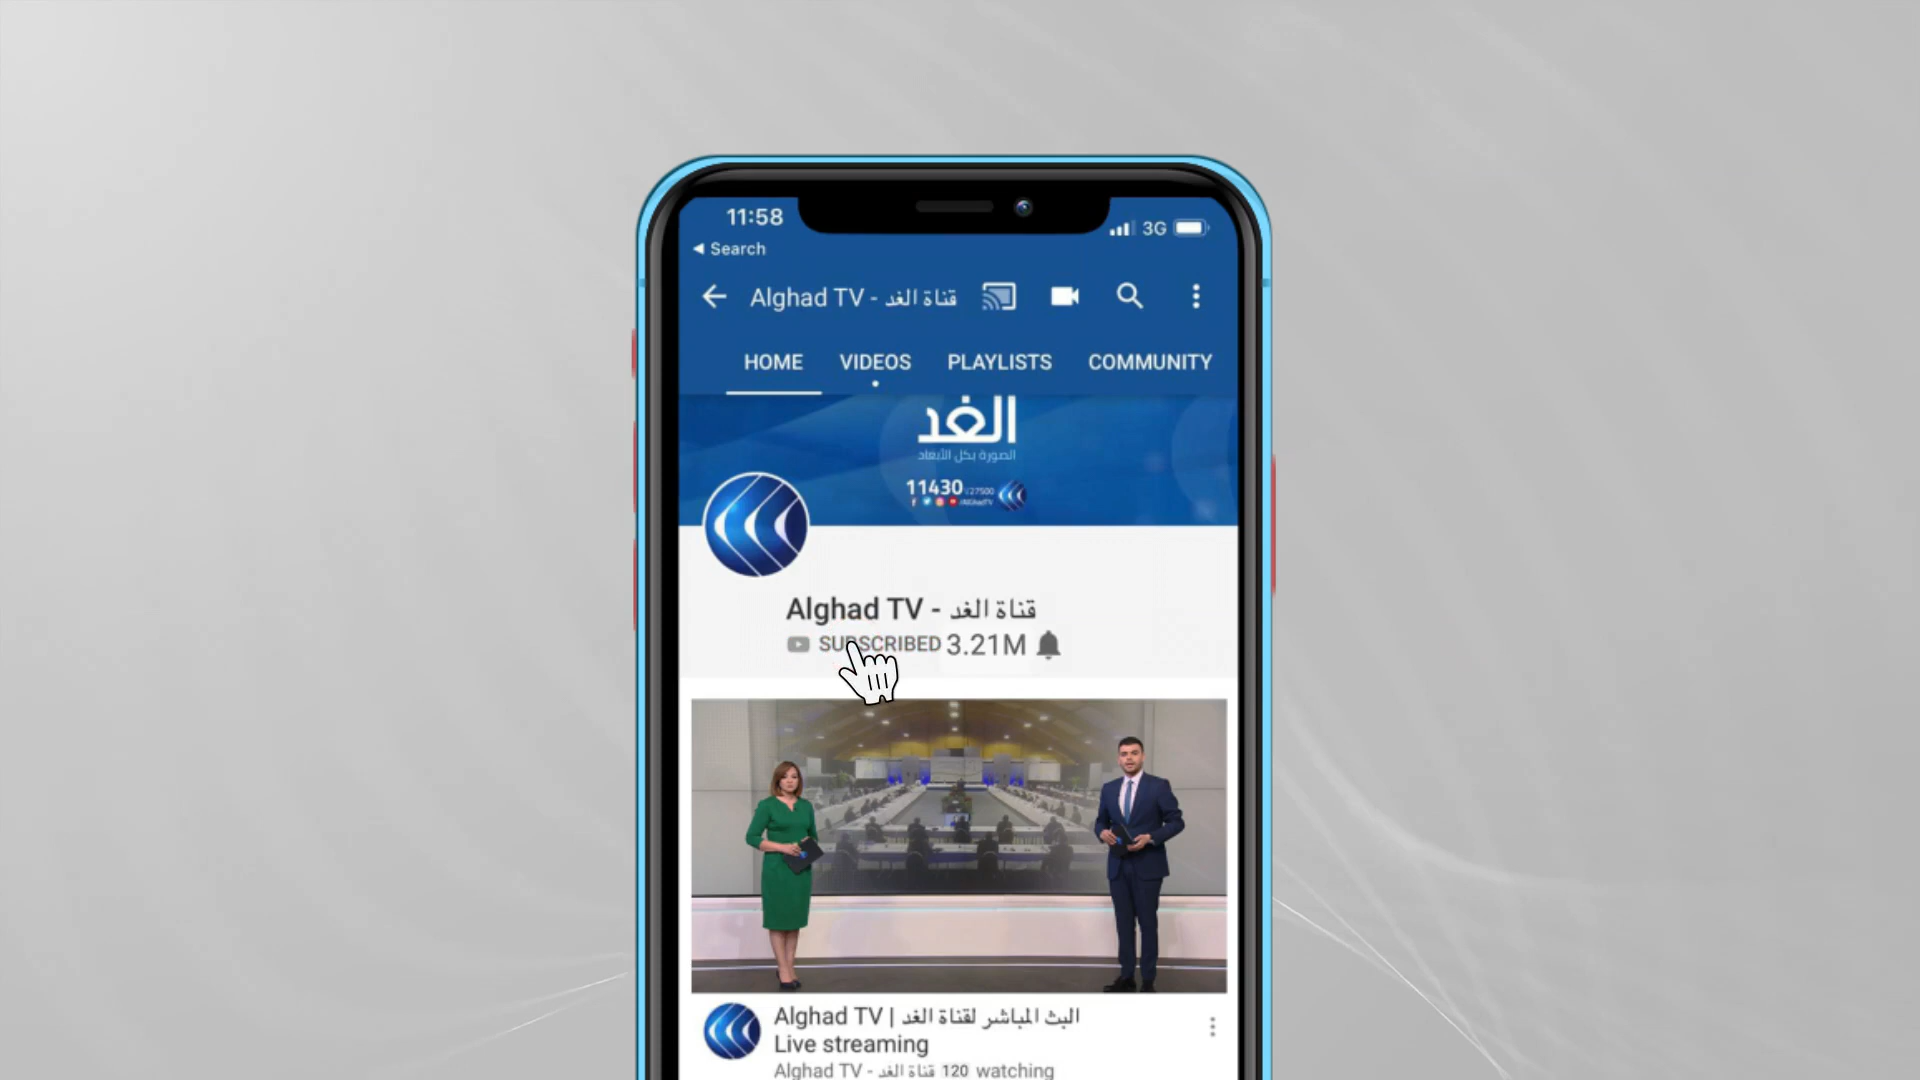 11:58
3G
◀ Search
Alghad TV - قناة الغد
HOME VIDEOS PLAYLISTS COMMUNITY
الغد
الصورة بكل الأبعاد
11430 V27500
/AlGhadTV
Alghad TV - قناة الغد
SUBSCRIBED 3.21M
Alghad TV | البث المباشر لقناة الغد
Live streaming
Alghad TV - قناة الغد 120 watching